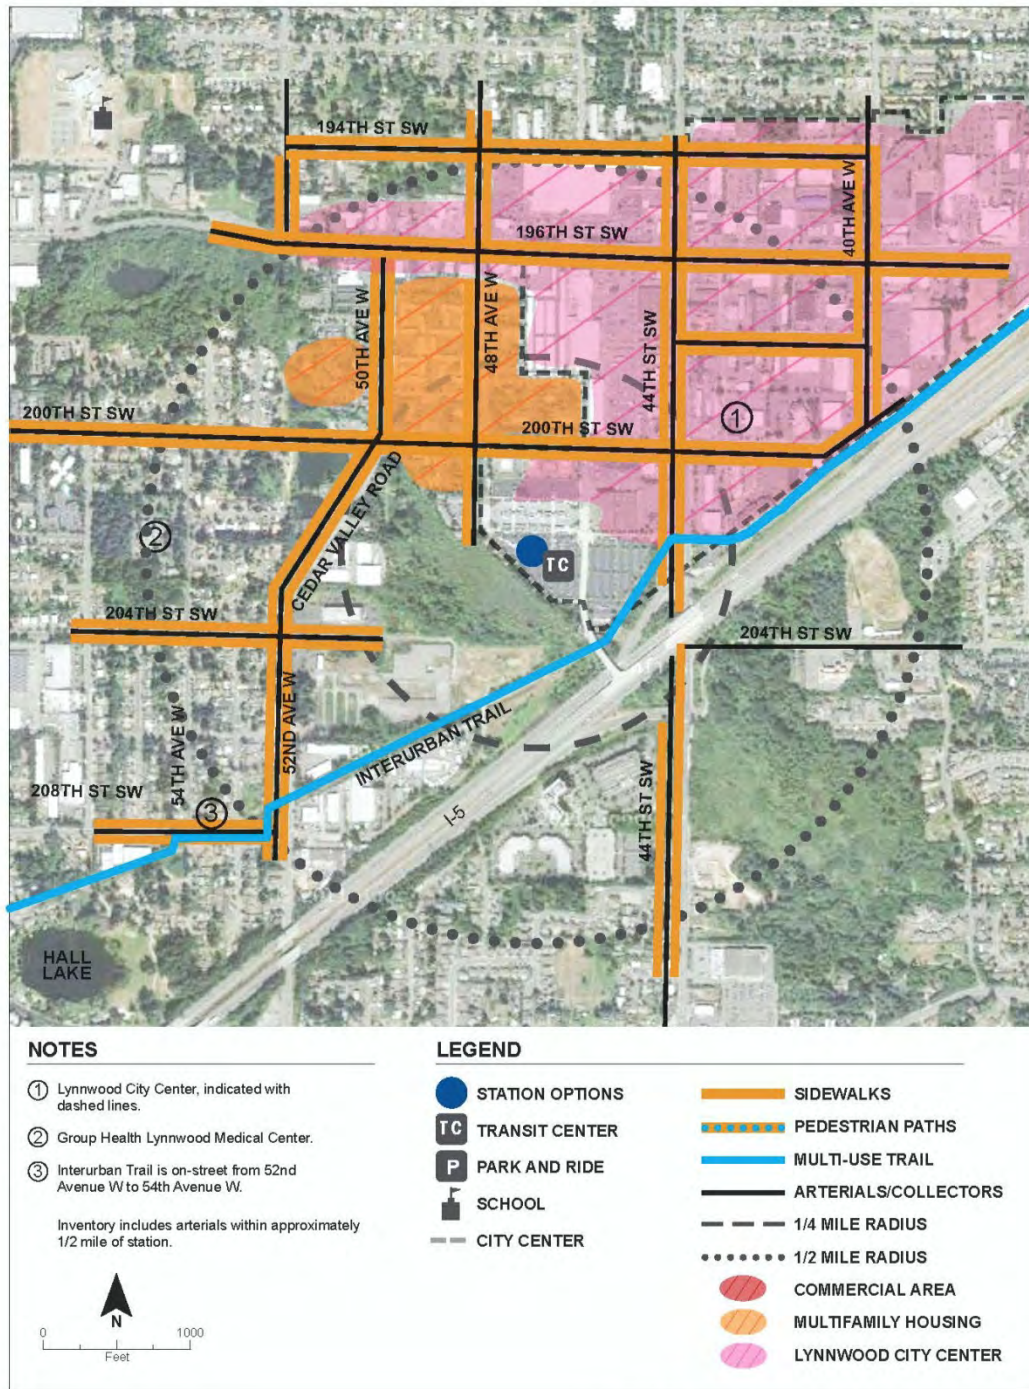 194TH ST SW
196TH ST SW
40TH AVE W
50TH AVE W
48TH AVE W
44TH ST SW
200TH ST SW
200TH ST SW
1
2
CEDAR VALLEY ROAD
TC
204TH ST SW
204TH ST SW
54TH AVE W
52ND AVE W
INTERURBAN TRAIL
208TH ST SW
3
I-5
44TH ST SW
HALL
LAKE
NOTES
1 Lynnwood City Center, indicated with
dashed lines.
2 Group Health Lynnwood Medical Center.
3 Interurban Trail is on-street from 52nd
Avenue W to 54th Avenue W.
Inventory includes arterials within approximately
1/2 mile of station.
N
0 1000
Feet
LEGEND
STATION OPTIONS
TC TRANSIT CENTER
P PARK AND RIDE
SCHOOL
CITY CENTER
SIDEWALKS
PEDESTRIAN PATHS
MULTI-USE TRAIL
ARTERIALS/COLLECTORS
1/4 MILE RADIUS
1/2 MILE RADIUS
COMMERCIAL AREA
MULTIFAMILY HOUSING
LYNNWOOD CITY CENTER